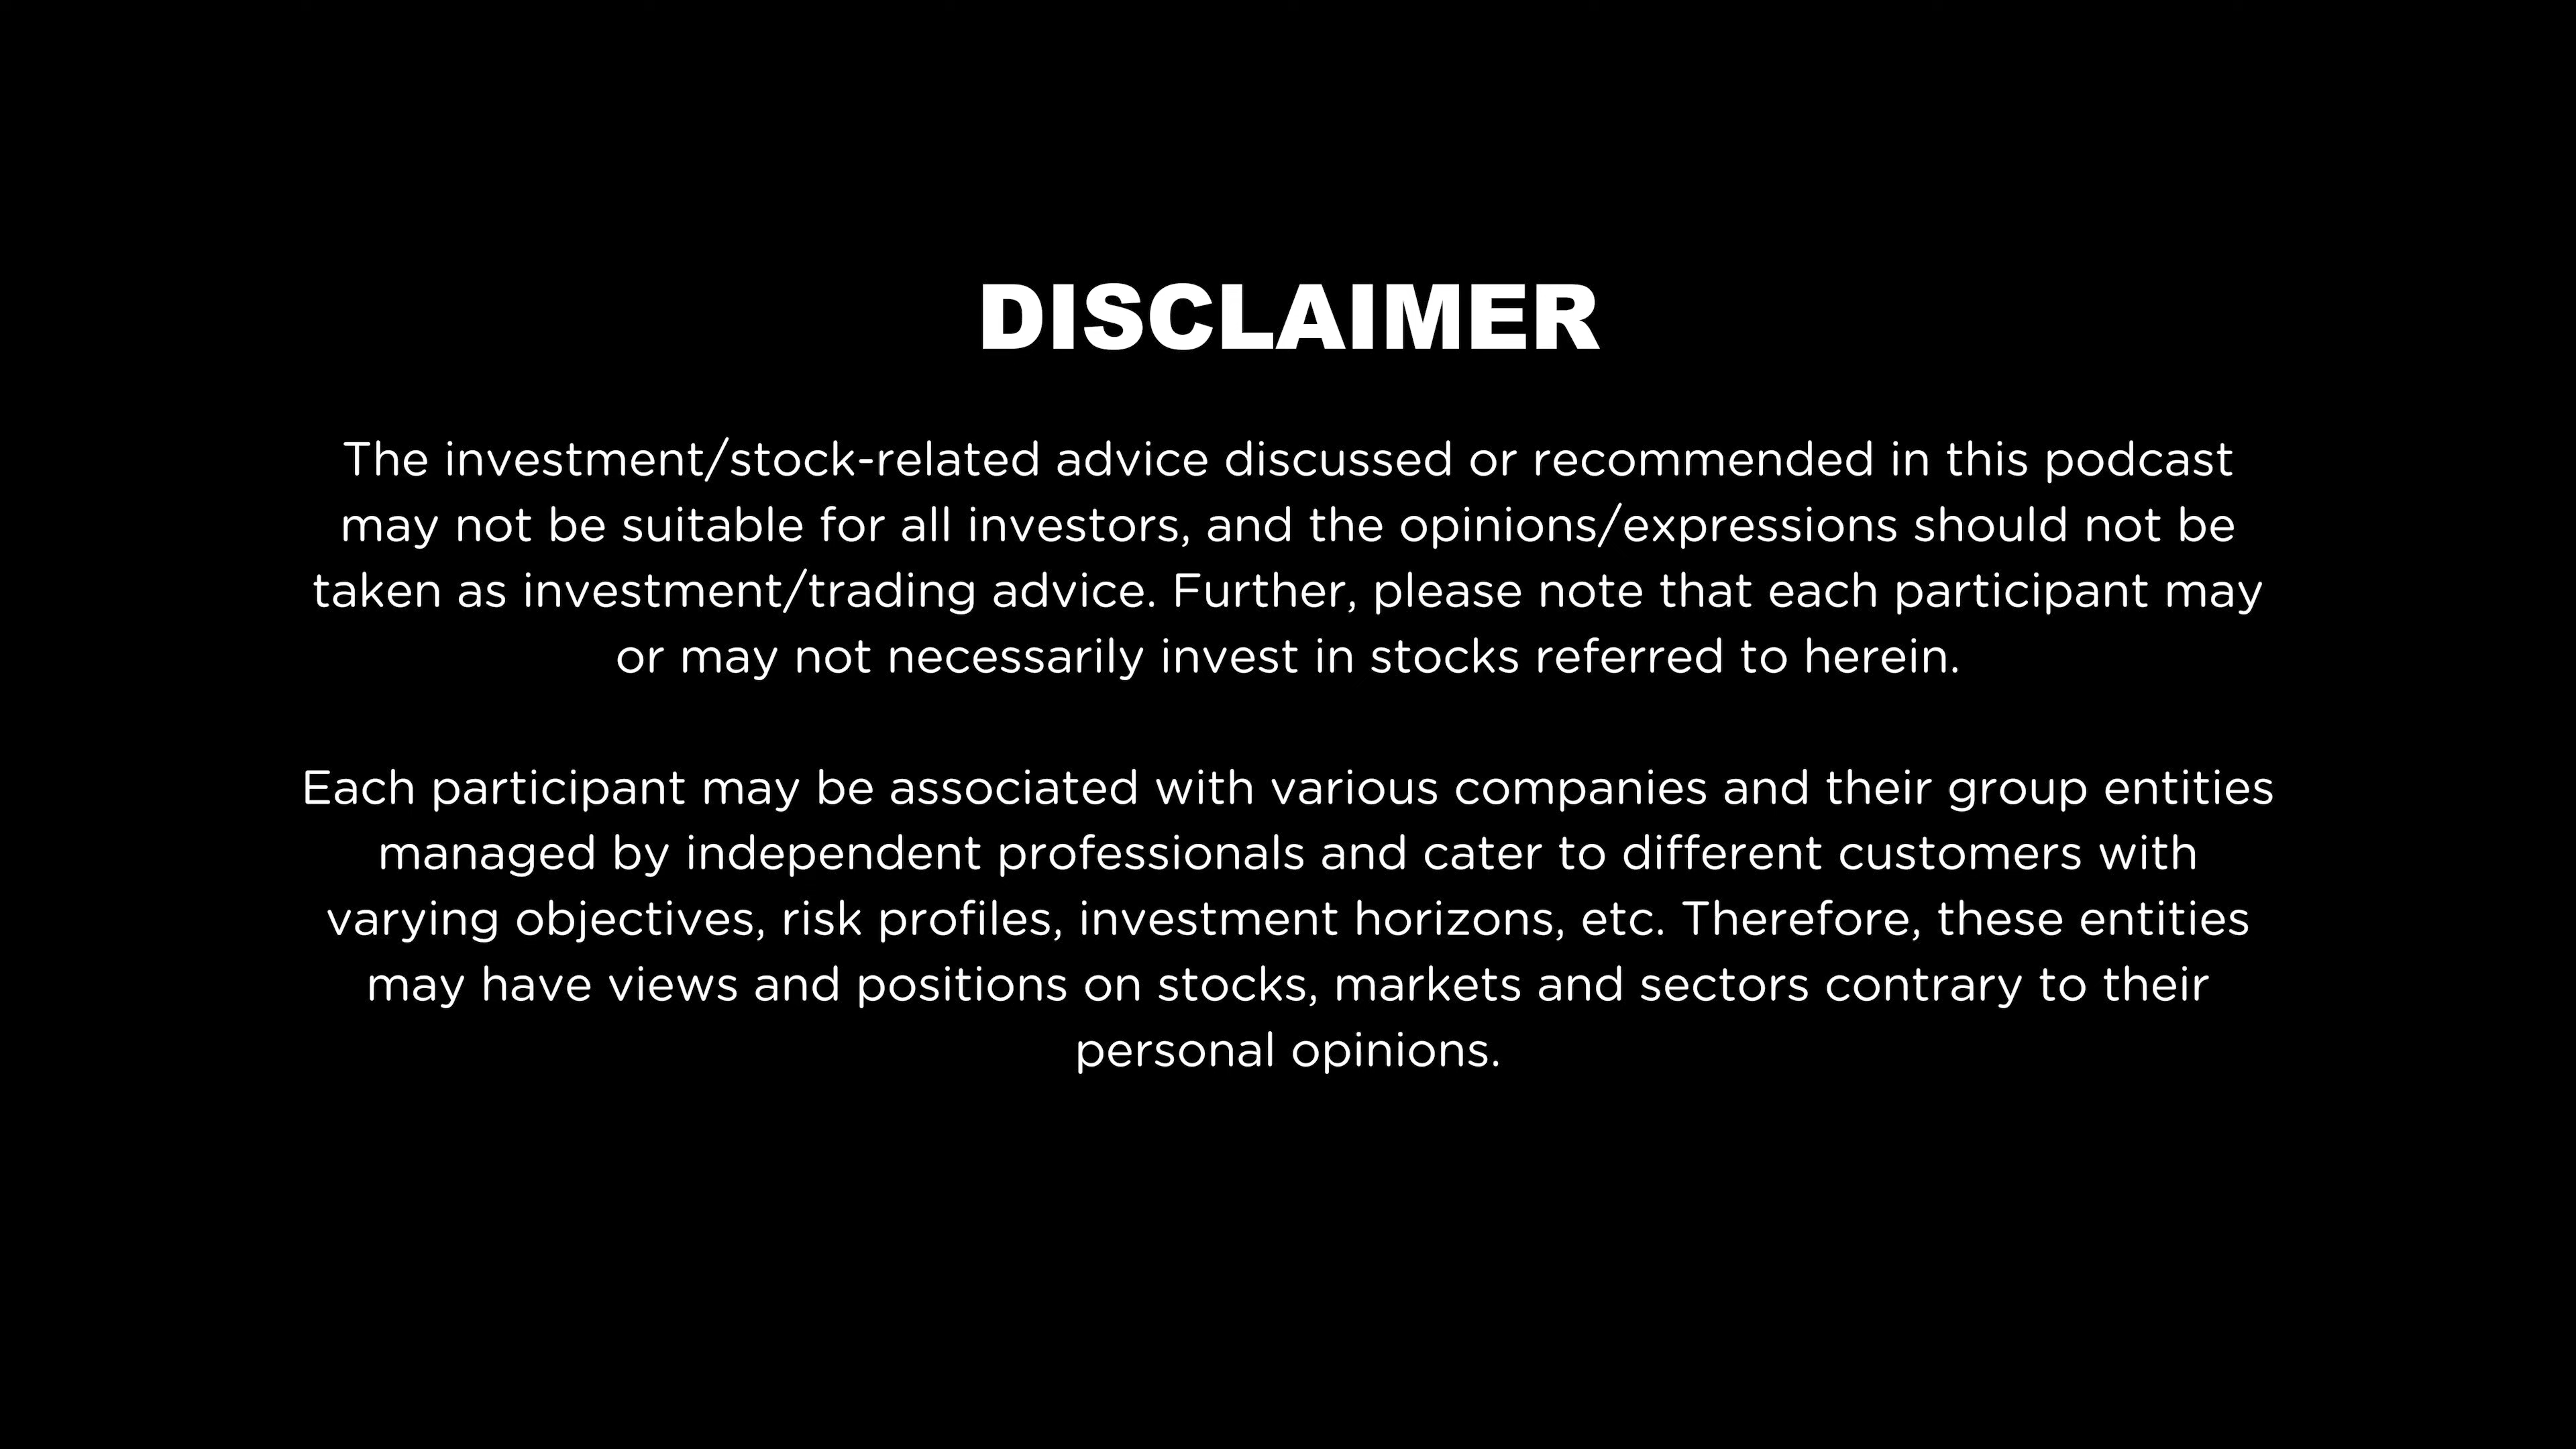 DISCLAIMER
The investment/stock-related advice discussed or recommended in this podcast
may not be suitable for all investors, and the opinions/expressions should not be
taken as investment/trading advice. Further, please note that each participant may
or may not necessarily invest in stocks referred to herein.
Each participant may be associated with various companies and their group entities
managed by independent professionals and cater to different customers with
varying objectives, risk profiles, investment horizons, etc. Therefore, these entities
may have views and positions on stocks, markets and sectors contrary to their
personal opinions.